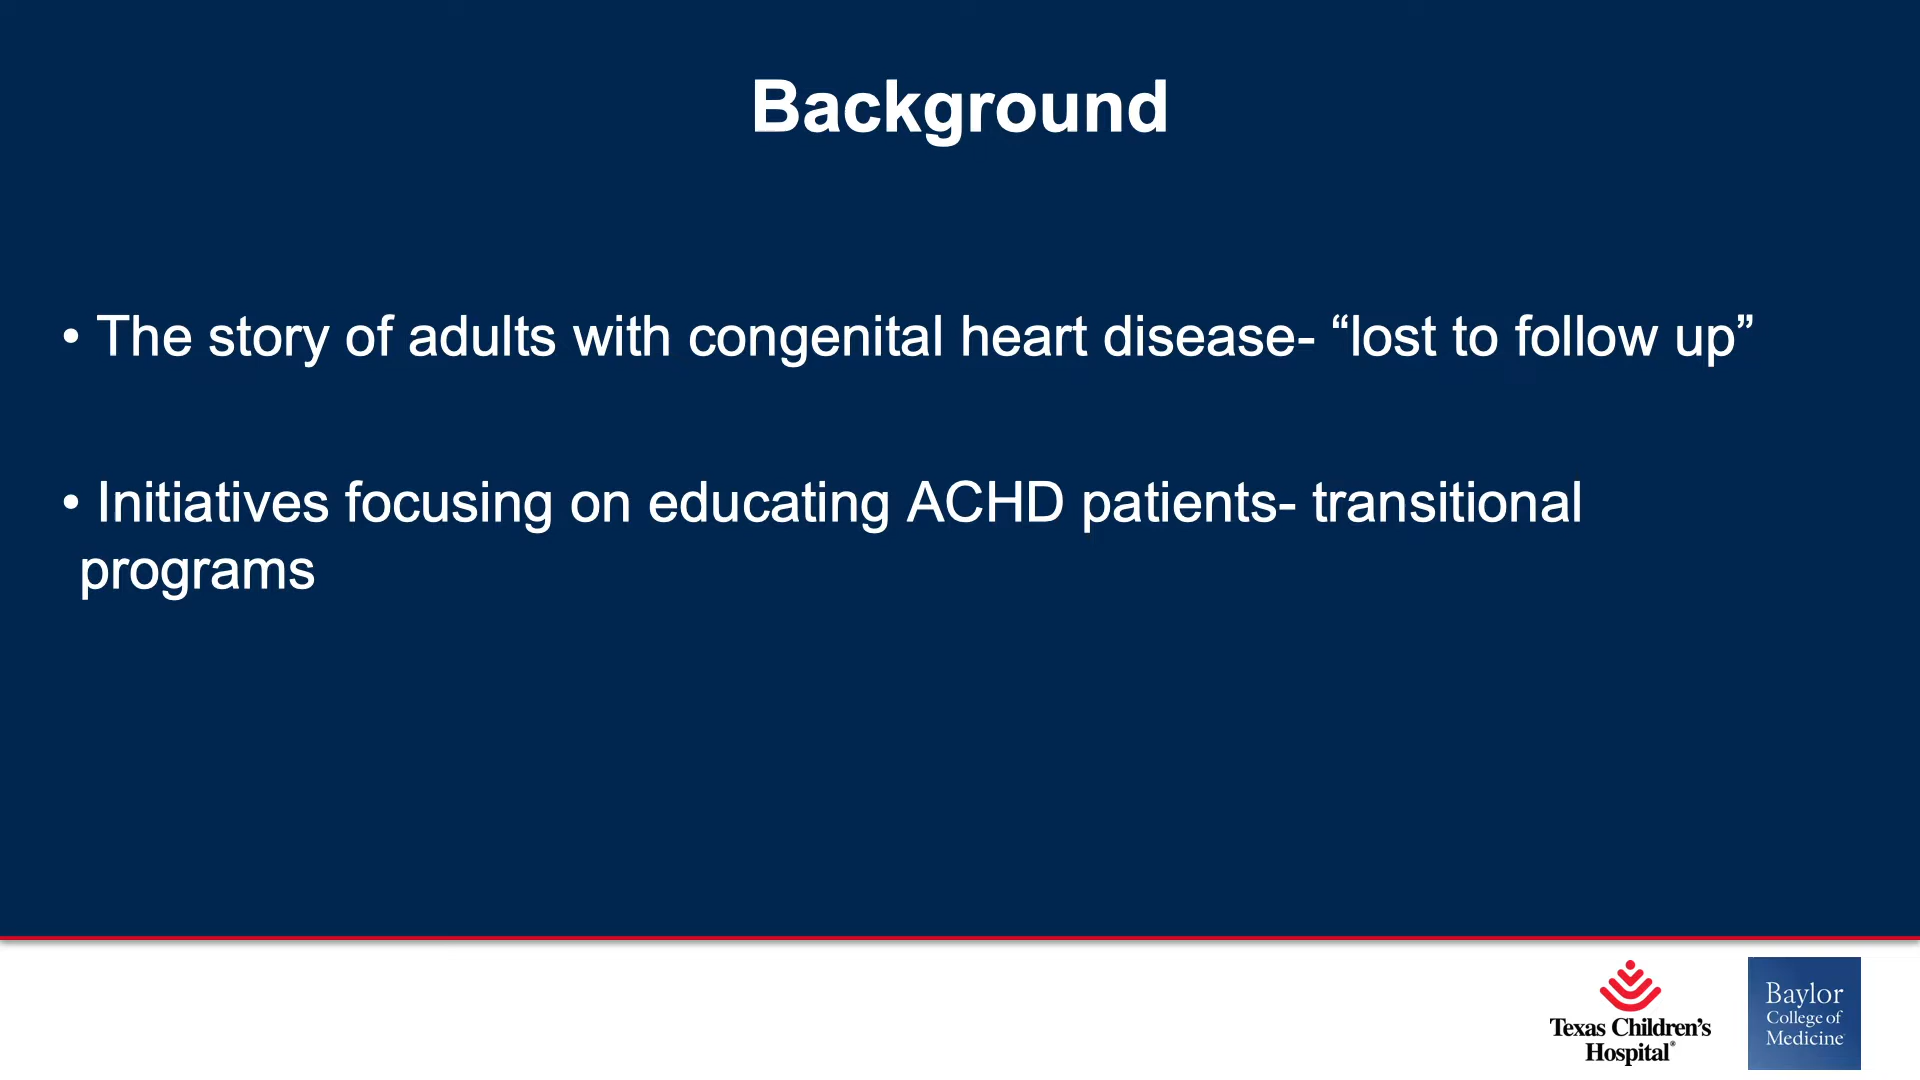 Background
• The story of adults with congenital heart disease- “lost to follow up”
• Initiatives focusing on educating ACHD patients- transitional
programs
Texas Children’s
Hospital®
Baylor
College of
Medicine